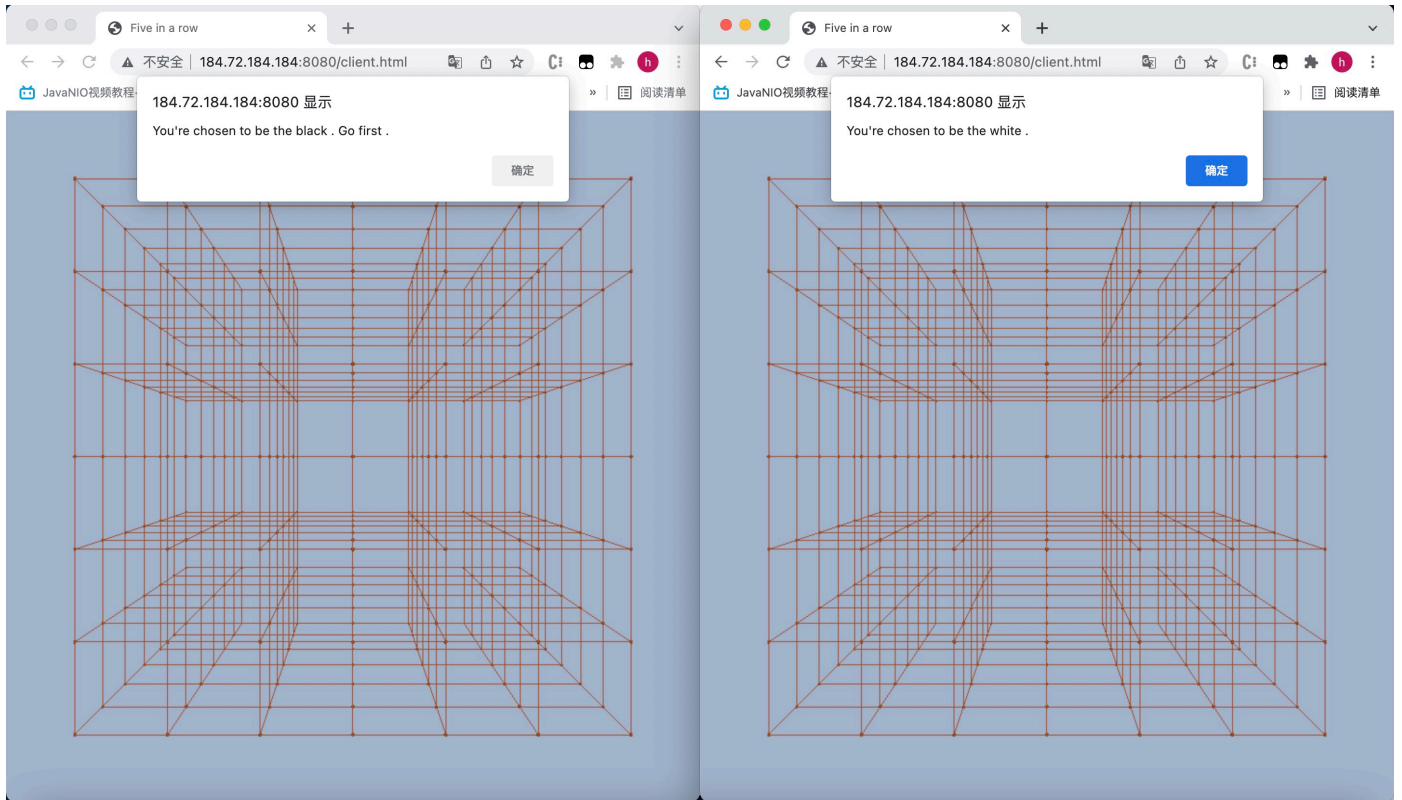 Five in a row
不安全 184.72.184.184:8080/client.html
h
JavaNIO视频教程-
» 阅读清单
184.72.184.184:8080 显示
You're chosen to be the black . Go first .
确定
Five in a row
不安全 184.72.184.184:8080/client.html
h
JavaNIO视频教程-
» 阅读清单
184.72.184.184:8080 显示
You're chosen to be the white .
确定